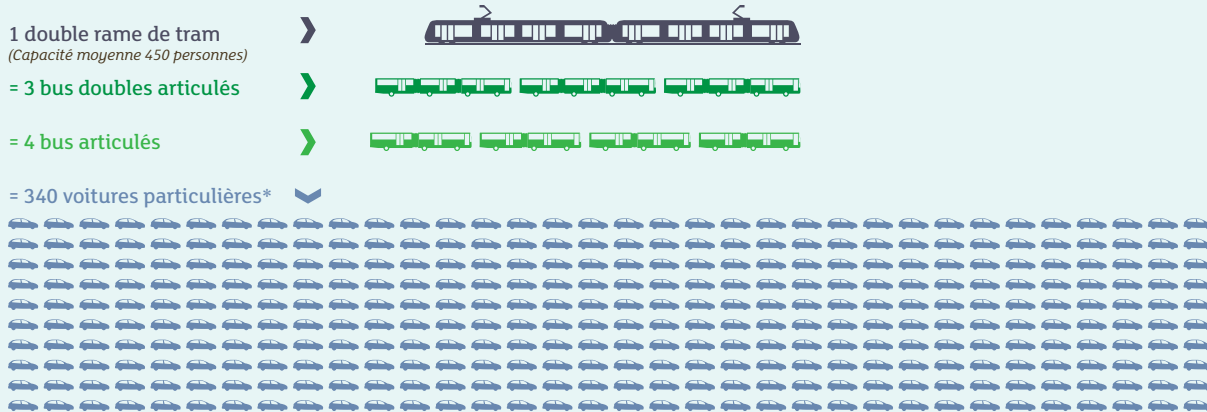 1 double rame de tram
(Capacité moyenne 450 personnes)
= 3 bus doubles articulés
= 4 bus articulés
= 340 voitures particulières*